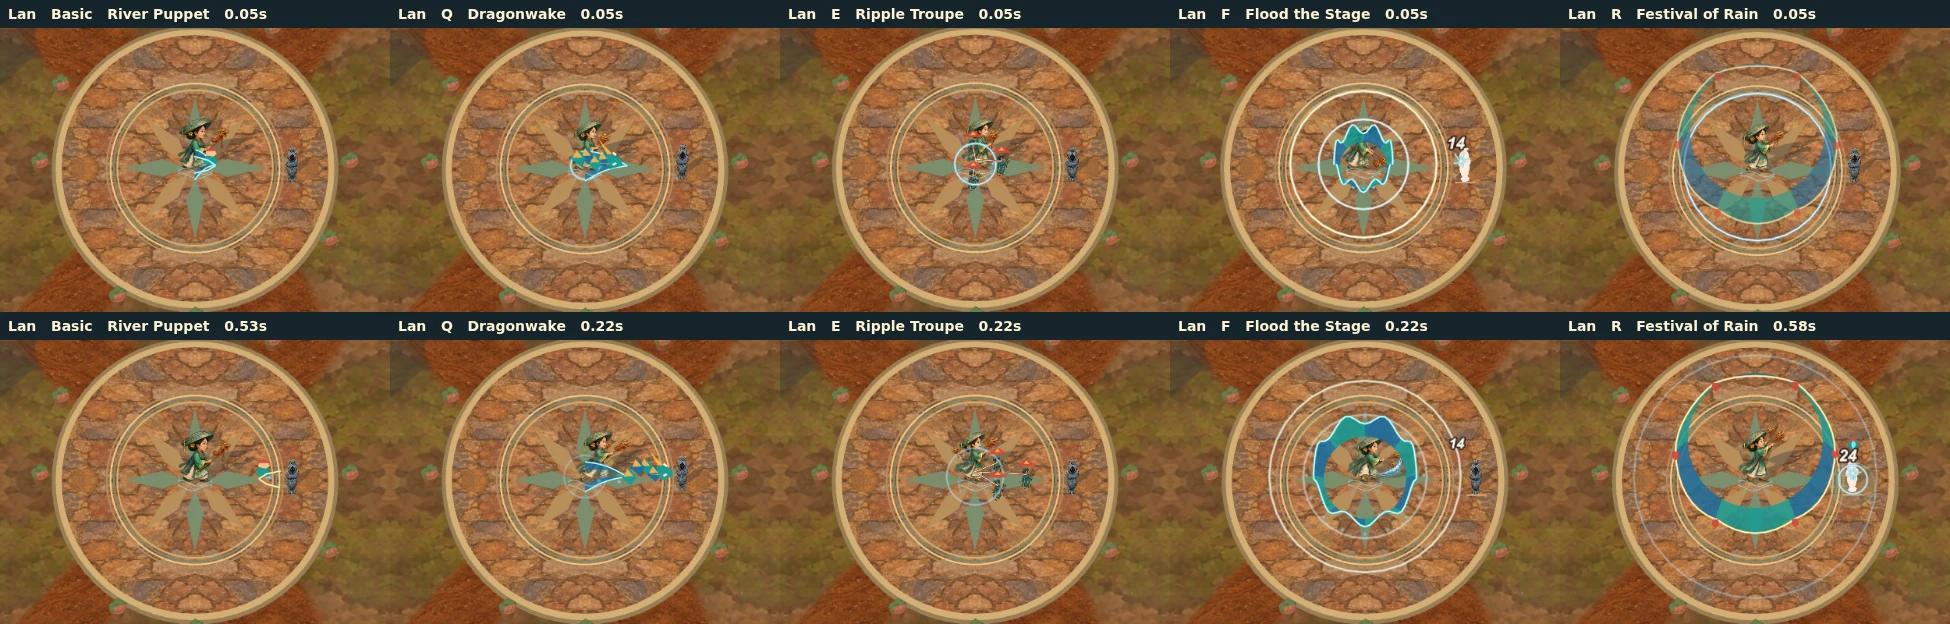 Lan Basic River Puppet 0.05s
Lan Q Dragonwake 0.05s
Lan E Ripple Troupe 0.05s
Lan F Flood the Stage 0.05s
Lan R Festival of Rain 0.05s
14
Lan Basic River Puppet 0.53s
Lan Q Dragonwake 0.22s
Lan E Ripple Troupe 0.22s
Lan F Flood the Stage 0.22s
Lan R Festival of Rain 0.58s
14
24